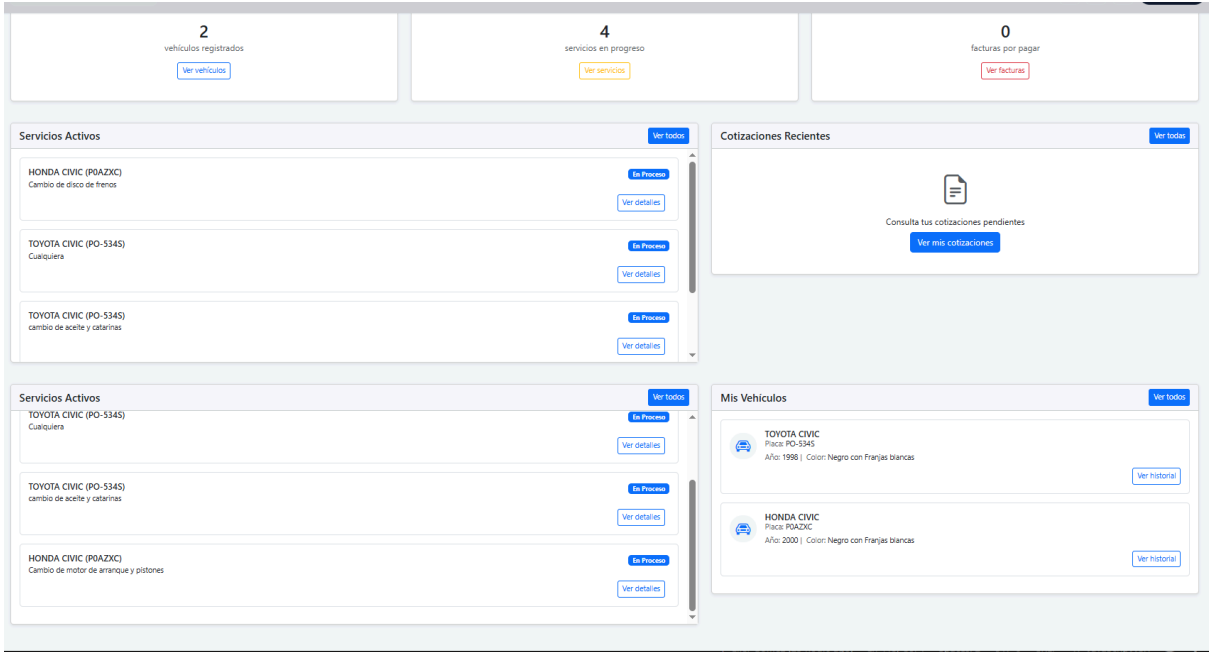 2
vehículos registrados
Ver vehículos
4
servicios en progreso
Ver servicios
0
facturas por pagar
Ver facturas
Servicios Activos
Ver todos
HONDA CIVIC (P0AZXC)
Cambio de disco de frenos
En Proceso
Ver detalles
TOYOTA CIVIC (PO-534S)
Cualquiera
En Proceso
Ver detalles
TOYOTA CIVIC (PO-534S)
cambio de aceite y catarinas
En Proceso
Ver detalles
Cotizaciones Recientes
Ver todas
Consulta tus cotizaciones pendientes
Ver mis cotizaciones
Servicios Activos
Ver todos
TOYOTA CIVIC (PO-534S)
Cualquiera
En Proceso
Ver detalles
TOYOTA CIVIC (PO-534S)
cambio de aceite y catarinas
En Proceso
Ver detalles
HONDA CIVIC (P0AZXC)
Cambio de motor de arranque y pistones
En Proceso
Ver detalles
Mis Vehículos
Ver todos
TOYOTA CIVIC
Placa: PO-534S
Año: 1998 | Color: Negro con Franjas blancas
Ver historial
HONDA CIVIC
Placa: P0AZXC
Año: 2000 | Color: Negro con Franjas blancas
Ver historial